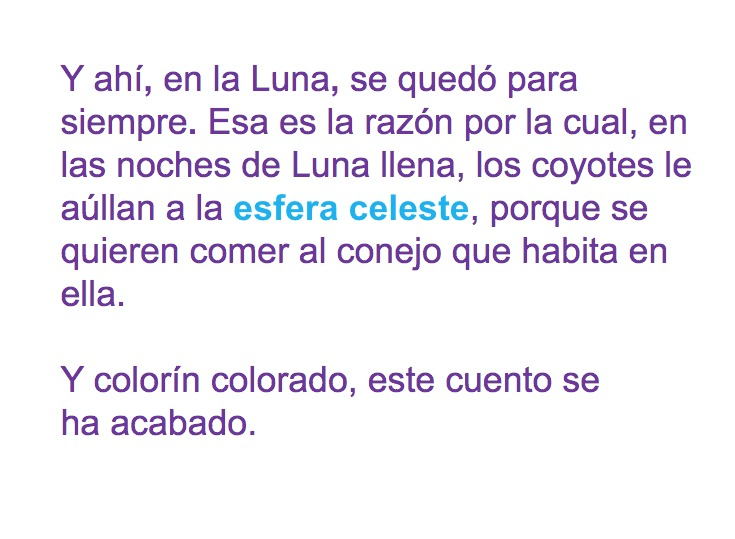 Y ahí, en la Luna, se quedó para
siempre. Esa es la razón por la cual, en
las noches de Luna llena, los coyotes le
aúllan a la esfera celeste, porque se
quieren comer al conejo que habita en
ella.
Y colorín colorado, este cuento se
ha acabado.